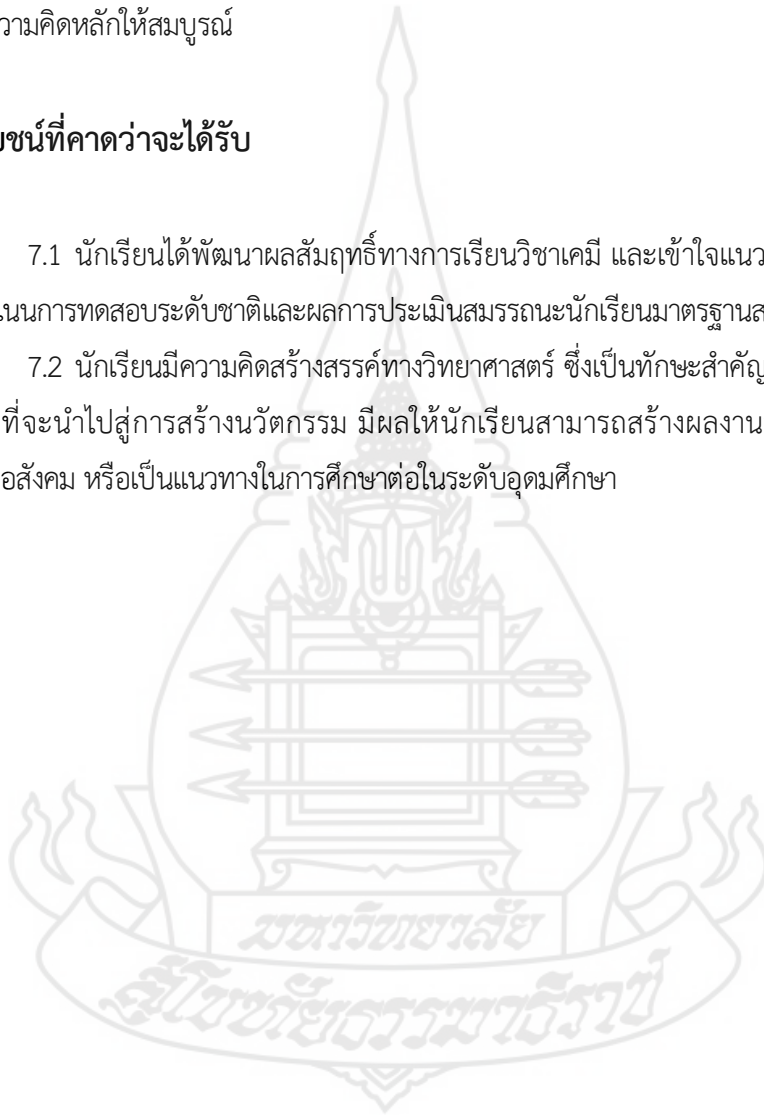 วามคิดหลักให้สมบูรณ์
ยชน์ที่คาดว่าจะได้รับ
7.1 นักเรียนได้พัฒนาผลสัมฤทธิ์ทางการเรียนวิชาเคมี และเข้าใจแนว
เนนการทดสอบระดับชาติและผลการประเมินสมรรถนะนักเรียนมาตรฐานส
7.2 นักเรียนมีความคิดสร้างสรรค์ทางวิทยาศาสตร์ ซึ่งเป็นทักษะสำคัญ
ที่จะนำไปสู่การสร้างนวัตกรรม มีผลให้นักเรียนสามารถสร้างผลงาน
อสังคม หรือเป็นแนวทางในการศึกษาต่อในระดับอุดมศึกษา
มหาวิทยาลัย
สุโขทัยธรรมาธิราช